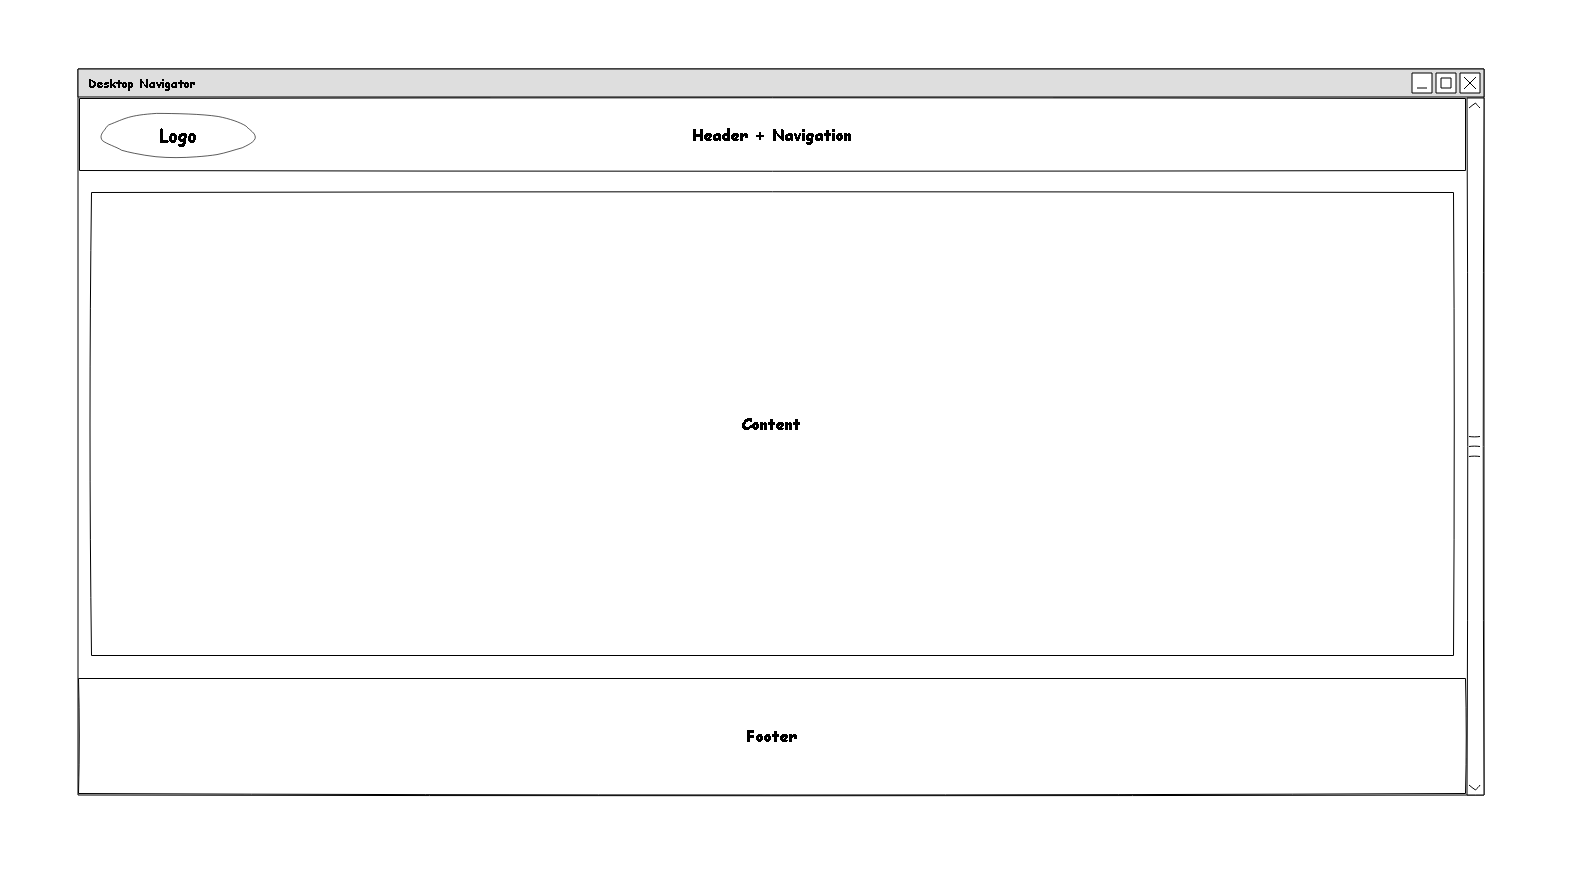 Desktop Navigator
Logo
Header + Navigation
Content
Footer